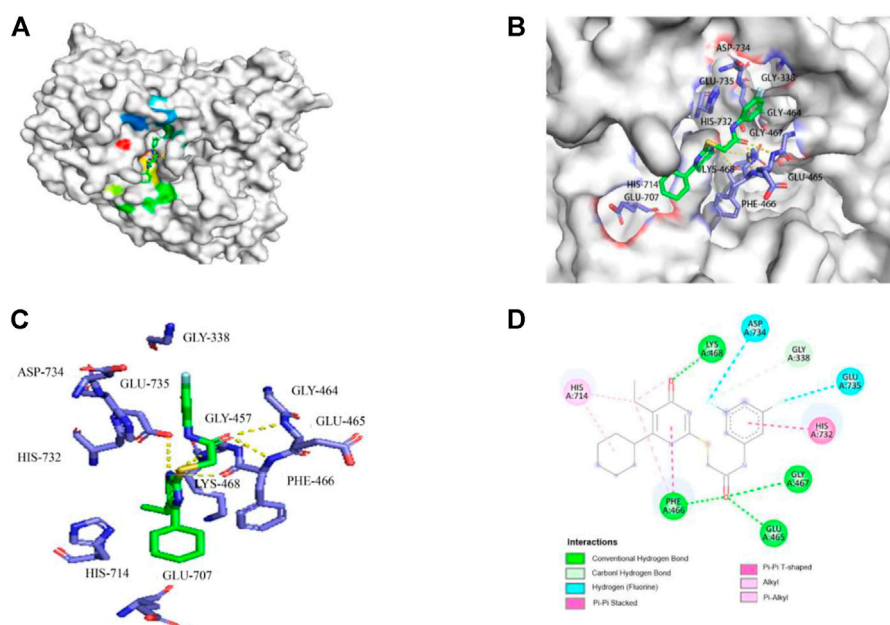 A
B
ASP-734
GLU-735
GLY-338
HIS-732
GLY-464
GLY-467
LYS-468
GLU-465
HIS-714
GLU-707
PHE-466
C
GLY-338
ASP-734
GLU-735
GLY-464
GLY-457
GLU-465
HIS-732
LYS-468
PHE-466
HIS-714
GLU-707
D
LYS
A:468
ASP
A:734
GLY
A:338
GLU
A:735
HIS
A:714
HIS
A:732
GLY
A:467
PHE
A:466
GLU
A:465
Interactions
Conventional Hydrogen Bond
Carbonl Hydrogen Bond
Hydrogen (Fluorine)
Pi-Pi Stacked
Pi-Pi T-shaped
Alkyl
Pi-Alkyl